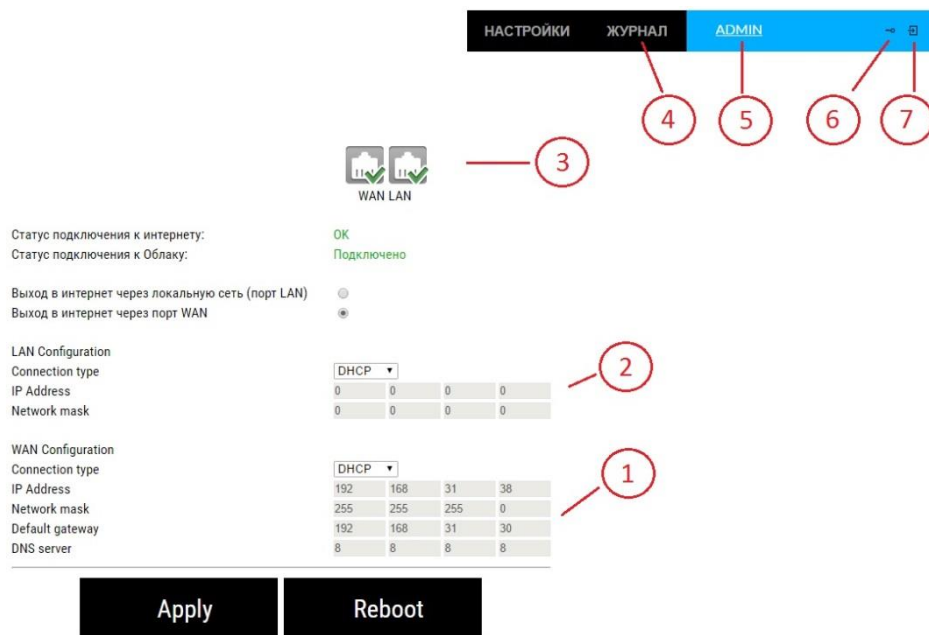 НАСТРОЙКИ ЖУРНАЛ ADMIN
4 5 6 7
3
WAN LAN
Статус подключения к интернету: OK
Статус подключения к Облаку: Подключено
Выход в интернет через локальную сеть (порт LAN)
Выход в интернет через порт WAN
LAN Configuration
2
Connection type DHCP
IP Address 0 0 0 0
Network mask 0 0 0 0
WAN Configuration
1
Connection type DHCP
IP Address 192 168 31 38
Network mask 255 255 255 0
Default gateway 192 168 31 30
DNS server 8 8 8 8
Apply Reboot